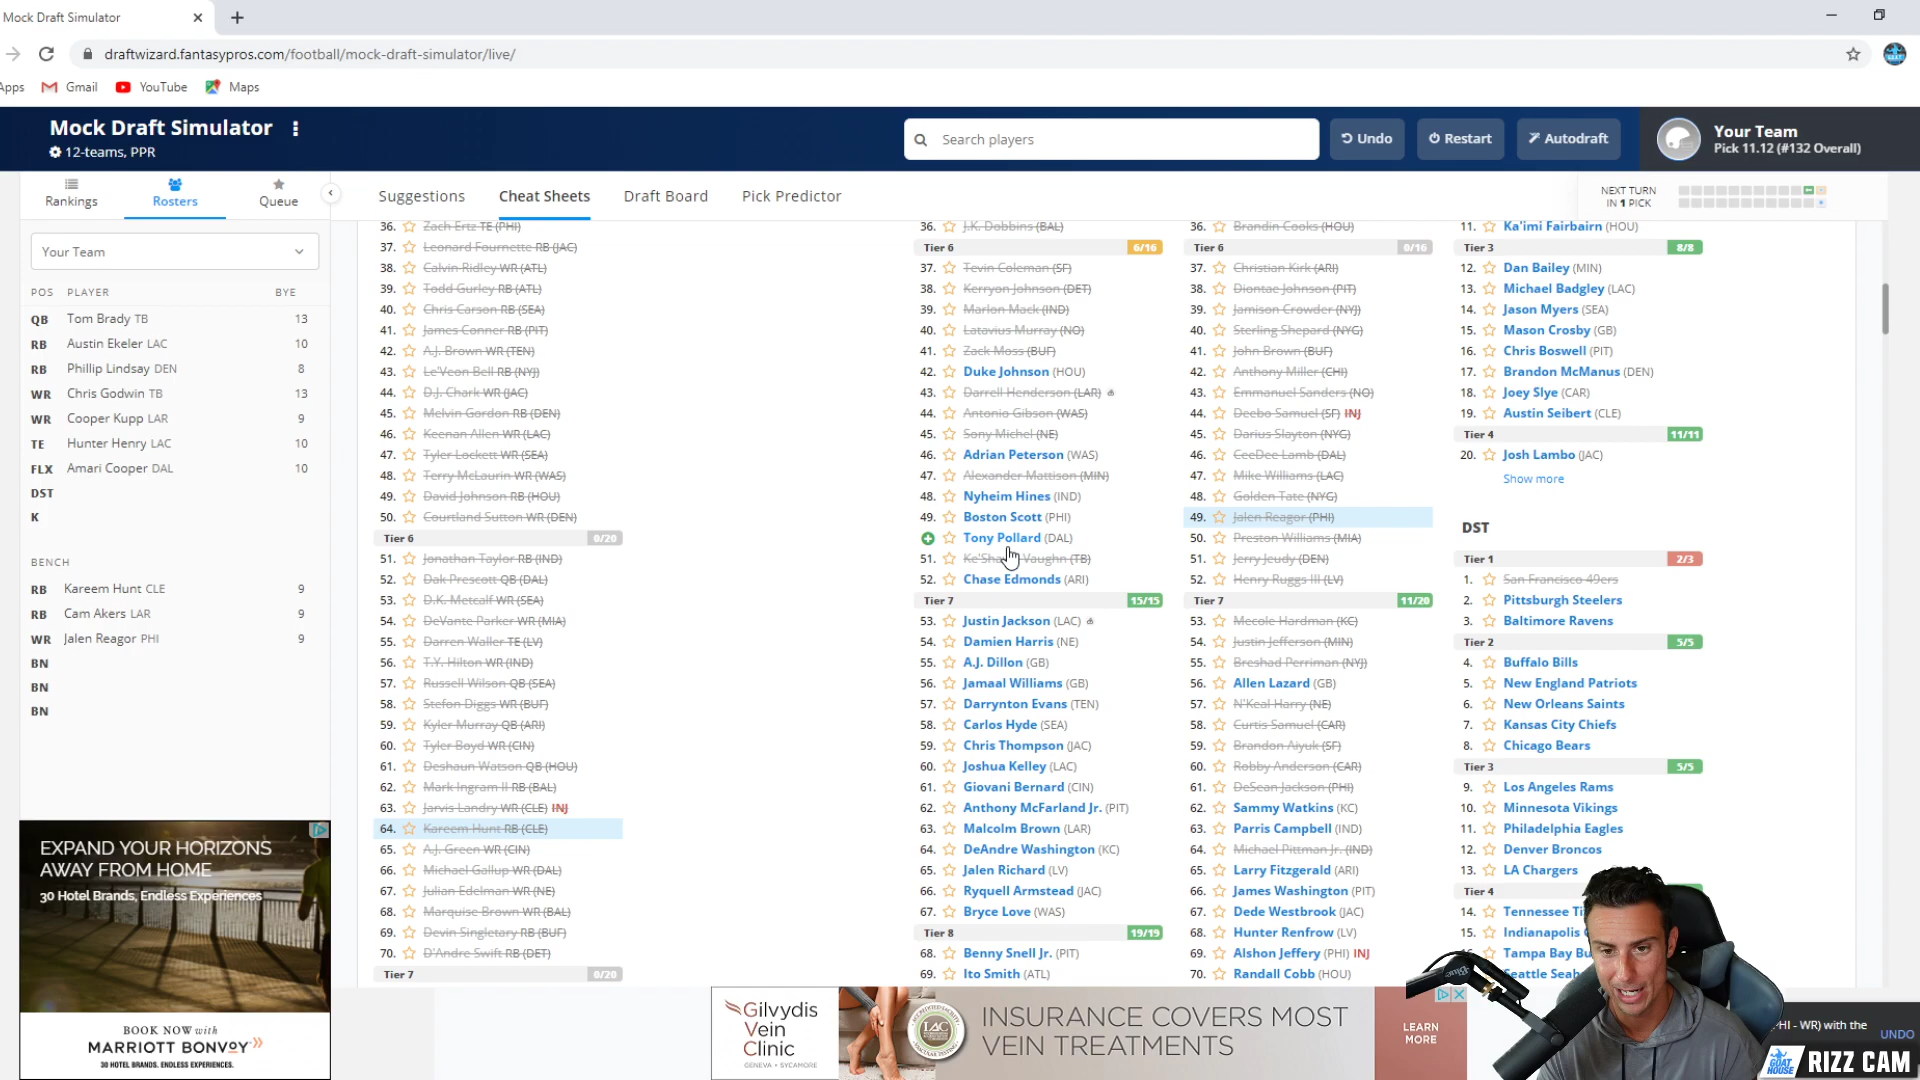 Mock Draft Simulator
draftwizard.fantasypros.com/football/mock-draft-simulator/live/
Apps
Gmail
YouTube
Maps
Mock Draft Simulator
12-teams, PPR
Search players
Undo
Restart
Autodraft
Your Team
Pick 11.12 (#132 Overall)
Rankings
Rosters
Queue
Suggestions
Cheat Sheets
Draft Board
Pick Predictor
NEXT TURN
IN 1 PICK
Your Team
POS PLAYER BYE
QB Tom Brady TB 13
RB Austin Ekeler LAC 10
RB Phillip Lindsay DEN 8
WR Chris Godwin TB 13
WR Cooper Kupp LAR 9
TE Hunter Henry LAC 10
FLX Amari Cooper DAL 10
DST
K
BENCH
RB Kareem Hunt CLE 9
RB Cam Akers LAR 9
WR Jalen Reagor PHI 9
BN
BN
BN
36. Zach Ertz TE (PHI)
37. Leonard Fournette RB (JAC)
38. Calvin Ridley WR (ATL)
39. Todd Gurley RB (ATL)
40. Chris Carson RB (SEA)
41. James Conner RB (PIT)
42. A.J. Brown WR (TEN)
43. Le'Veon Bell RB (NYJ)
44. D.J. Chark WR (JAC)
45. Melvin Gordon RB (DEN)
46. Keenan Allen WR (LAC)
47. Tyler Lockett WR (SEA)
48. Terry McLaurin WR (WAS)
49. David Johnson RB (HOU)
50. Courtland Sutton WR (DEN)
Tier 6 0/20
51. Jonathan Taylor RB (IND)
52. Dak Prescott QB (DAL)
53. D.K. Metcalf WR (SEA)
54. DeVante Parker WR (MIA)
55. Darren Waller TE (LV)
56. T.Y. Hilton WR (IND)
57. Russell Wilson QB (SEA)
58. Stefon Diggs WR (BUF)
59. Kyler Murray QB (ARI)
60. Tyler Boyd WR (CIN)
61. Deshaun Watson QB (HOU)
62. Mark Ingram II RB (BAL)
63. Jarvis Landry WR (CLE) INJ
64. Kareem Hunt RB (CLE)
65. A.J. Green WR (CIN)
66. Michael Gallup WR (DAL)
67. Julian Edelman WR (NE)
68. Marquise Brown WR (BAL)
69. Devin Singletary RB (BUF)
70. D'Andre Swift RB (DET)
Tier 7 0/20
36. J.K. Dobbins (BAL)
Tier 6 6/16
37. Tevin Coleman (SF)
38. Kerryon Johnson (DET)
39. Marlon Mack (IND)
40. Latavius Murray (NO)
41. Zack Moss (BUF)
42. Duke Johnson (HOU)
43. Darrell Henderson (LAR)
44. Antonio Gibson (WAS)
45. Sony Michel (NE)
46. Adrian Peterson (WAS)
47. Alexander Mattison (MIN)
48. Nyheim Hines (IND)
49. Boston Scott (PHI)
Tony Pollard (DAL)
51. Ke'Sha Vaughn (TB)
52. Chase Edmonds (ARI)
Tier 7 15/15
53. Justin Jackson (LAC)
54. Damien Harris (NE)
55. A.J. Dillon (GB)
56. Jamaal Williams (GB)
57. Darrynton Evans (TEN)
58. Carlos Hyde (SEA)
59. Chris Thompson (JAC)
60. Joshua Kelley (LAC)
61. Giovani Bernard (CIN)
62. Anthony McFarland Jr. (PIT)
63. Malcolm Brown (LAR)
64. DeAndre Washington (KC)
65. Jalen Richard (LV)
66. Ryquell Armstead (JAC)
67. Bryce Love (WAS)
Tier 8 19/19
68. Benny Snell Jr. (PIT)
69. Ito Smith (ATL)
36. Brandin Cooks (HOU)
Tier 6 0/16
37. Christian Kirk (ARI)
38. Diontae Johnson (PIT)
39. Jamison Crowder (NYJ)
40. Sterling Shepard (NYG)
41. John Brown (BUF)
42. Anthony Miller (CHI)
43. Emmanuel Sanders (NO)
44. Deebo Samuel (SF) INJ
45. Darius Slayton (NYG)
46. CeeDee Lamb (DAL)
47. Mike Williams (LAC)
48. Golden Tate (NYG)
49. Jalen Reagor (PHI)
50. Preston Williams (MIA)
51. Jerry Jeudy (DEN)
52. Henry Ruggs III (LV)
Tier 7 11/20
53. Mecole Hardman (KC)
54. Justin Jefferson (MIN)
55. Breshad Perriman (NYJ)
56. Allen Lazard (GB)
57. N'Keal Harry (NE)
58. Curtis Samuel (CAR)
59. Brandon Aiyuk (SF)
60. Robby Anderson (CAR)
61. DeSean Jackson (PHI)
62. Sammy Watkins (KC)
63. Parris Campbell (IND)
64. Michael Pittman Jr. (IND)
65. Larry Fitzgerald (ARI)
66. James Washington (PIT)
67. Dede Westbrook (JAC)
68. Hunter Renfrow (LV)
69. Alshon Jeffery (PHI) INJ
70. Randall Cobb (HOU)
11. Ka'imi Fairbairn (HOU)
Tier 3 8/8
12. Dan Bailey (MIN)
13. Michael Badgley (LAC)
14. Jason Myers (SEA)
15. Mason Crosby (GB)
16. Chris Boswell (PIT)
17. Brandon McManus (DEN)
18. Joey Slye (CAR)
19. Austin Seibert (CLE)
Tier 4 11/11
20. Josh Lambo (JAC)
Show more
DST
Tier 1 2/3
1. San Francisco 49ers
2. Pittsburgh Steelers
3. Baltimore Ravens
Tier 2 5/5
4. Buffalo Bills
5. New England Patriots
6. New Orleans Saints
7. Kansas City Chiefs
8. Chicago Bears
Tier 3 5/5
9. Los Angeles Rams
10. Minnesota Vikings
11. Philadelphia Eagles
12. Denver Broncos
13. LA Chargers
Tier 4
14. Tennessee Ti
15. Indianapolis
Tampa Bay Bu
Seattle Seah
EXPAND YOUR HORIZONS
AWAY FROM HOME
30 Hotel Brands, Endless Experiences
BOOK NOW with
MARRIOTT BONVOY
30 HOTEL BRANDS. ENDLESS EXPERIENCES.
Gilvydis
Vein
Clinic
GENEVA • SYCAMORE
IAC
INSURANCE COVERS MOST
VEIN TREATMENTS
LEARN
MORE
PHI - WR) with the
UNDO
Blue
GOAT
HOUSE
RIZZ CAM